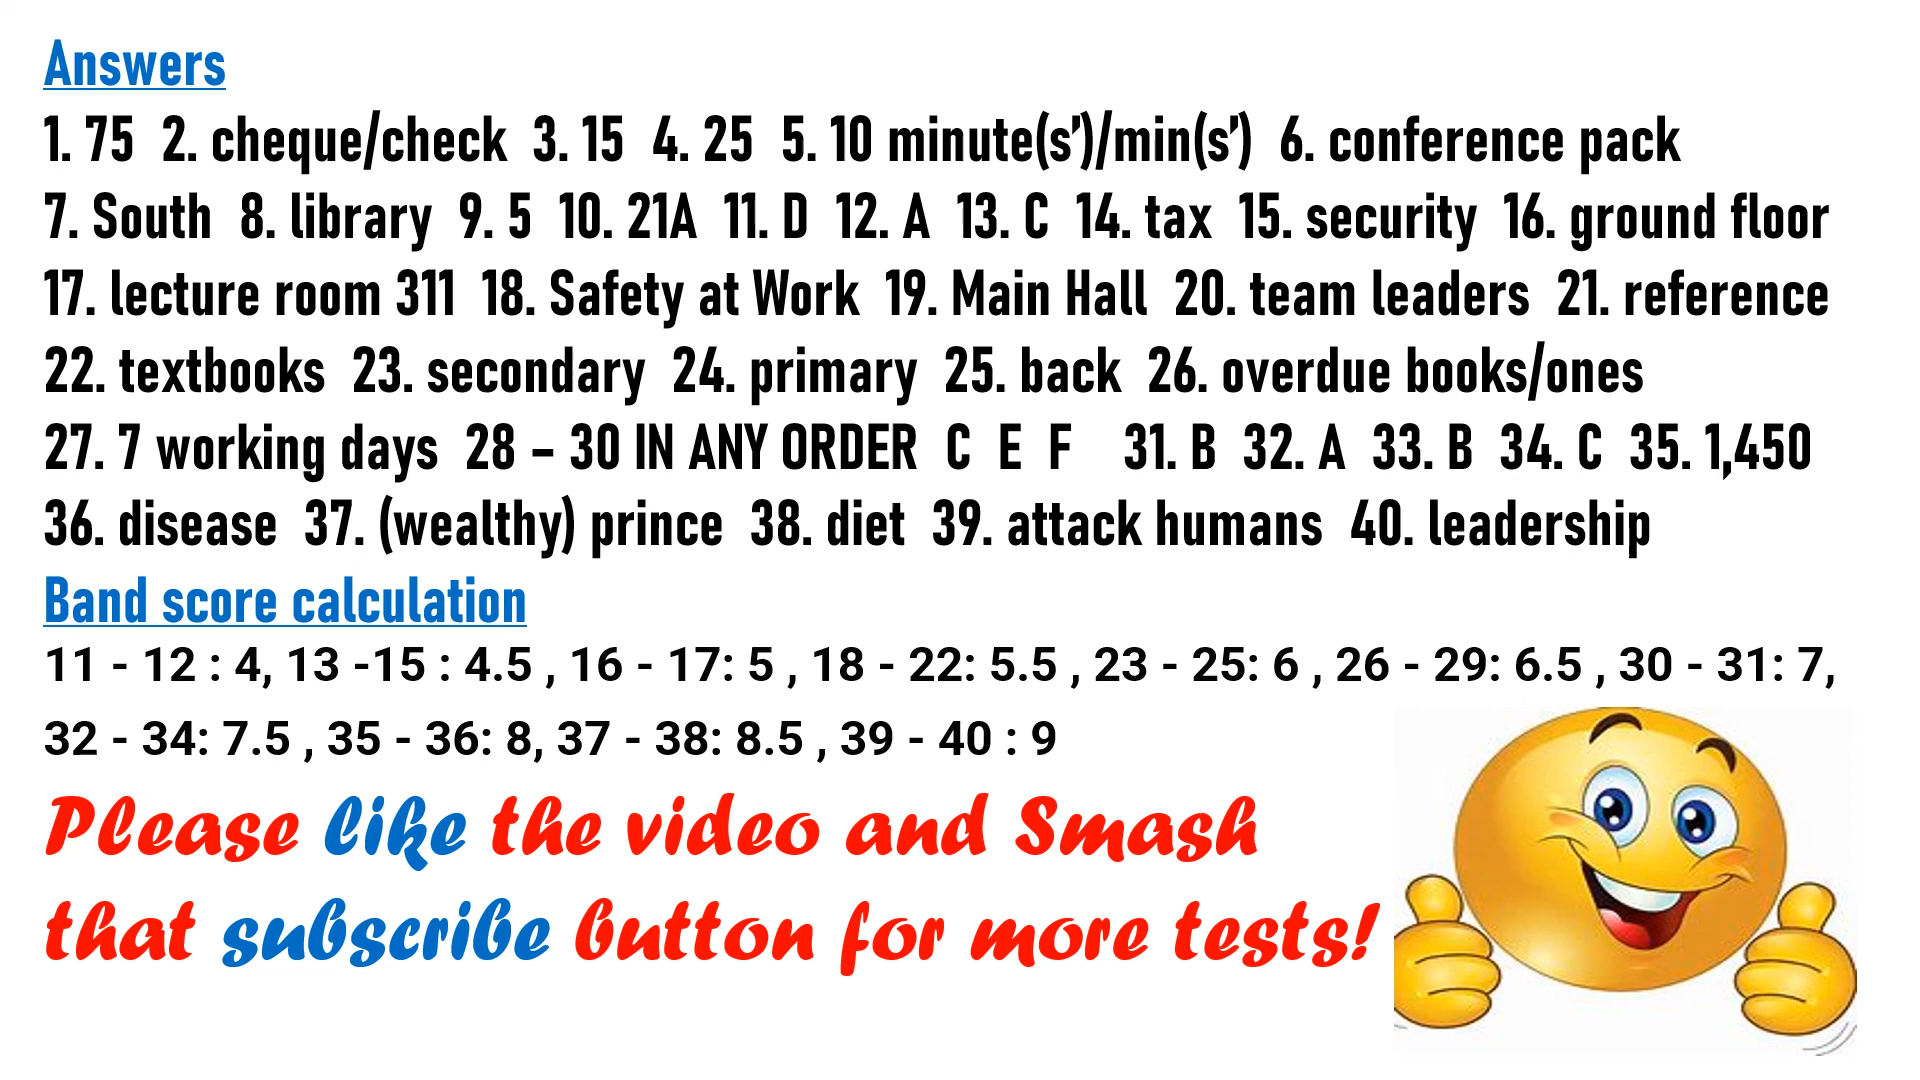 Answers
1. 75 2. cheque/check 3. 15 4. 25 5. 10 minute(s’)/min(s’) 6. conference pack
7. South 8. library 9. 5 10. 21A 11. D 12. A 13. C 14. tax 15. security 16. ground floor
17. lecture room 311 18. Safety at Work 19. Main Hall 20. team leaders 21. reference
22. textbooks 23. secondary 24. primary 25. back 26. overdue books/ones
27. 7 working days 28 – 30 IN ANY ORDER C E F 31. B 32. A 33. B 34. C 35. 1,450
36. disease 37. (wealthy) prince 38. diet 39. attack humans 40. leadership
Band score calculation
11 - 12 : 4, 13 -15 : 4.5 , 16 - 17: 5 , 18 - 22: 5.5 , 23 - 25: 6 , 26 - 29: 6.5 , 30 - 31: 7,
32 - 34: 7.5 , 35 - 36: 8, 37 - 38: 8.5 , 39 - 40 : 9
Please like the video and Smash
that subscribe button for more tests!